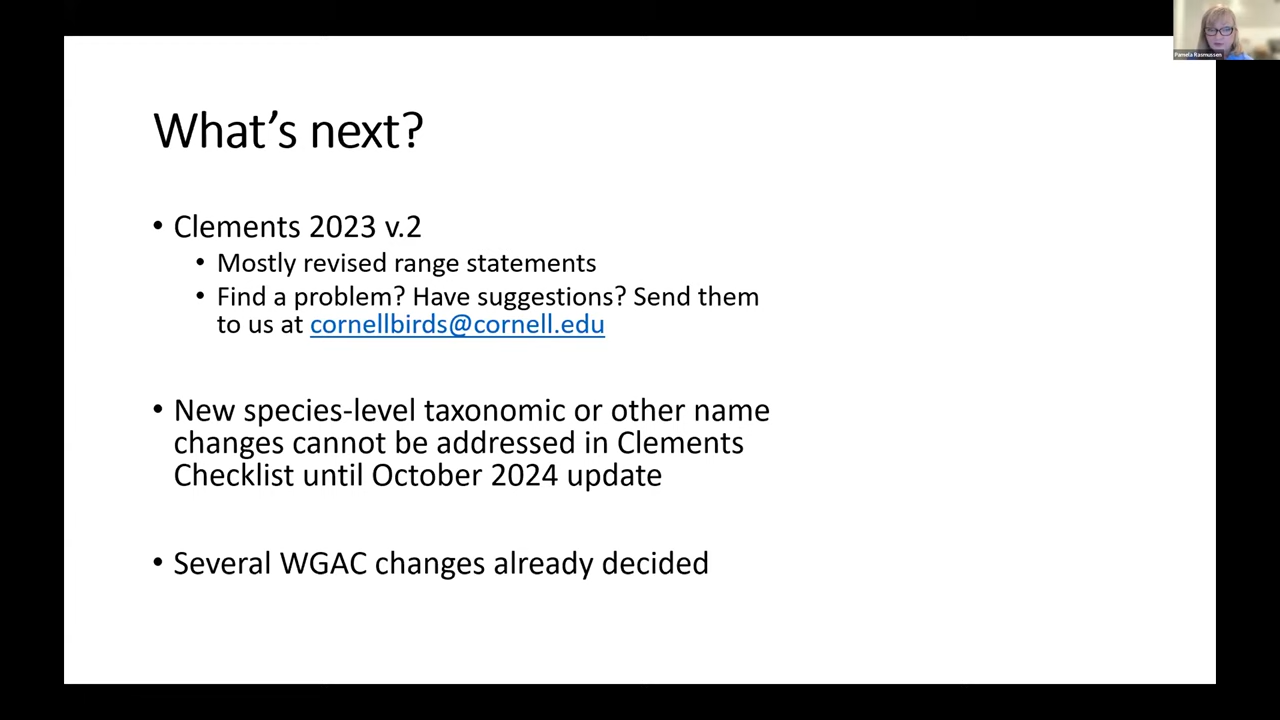 Pamela Rasmussen
What's next?
• Clements 2023 v.2
• Mostly revised range statements
• Find a problem? Have suggestions? Send them
to us at cornellbirds@cornell.edu
• New species-level taxonomic or other name
changes cannot be addressed in Clements
Checklist until October 2024 update
• Several WGAC changes already decided